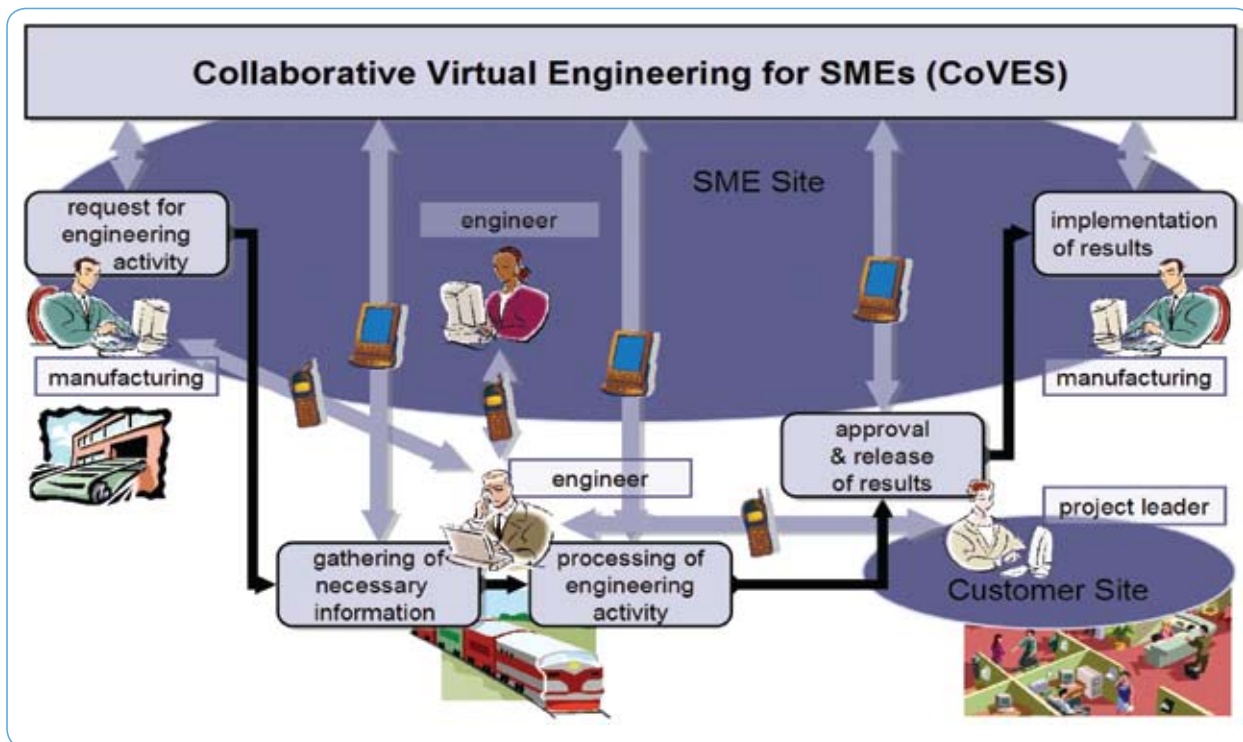 Collaborative Virtual Engineering for SMEs (CoVES)
SME Site
request for
engineering
activity
engineer
implementation
of results
manufacturing
manufacturing
approval
& release
of results
engineer
project leader
gathering of
necessary
information
processing of
engineering
activity
Customer Site